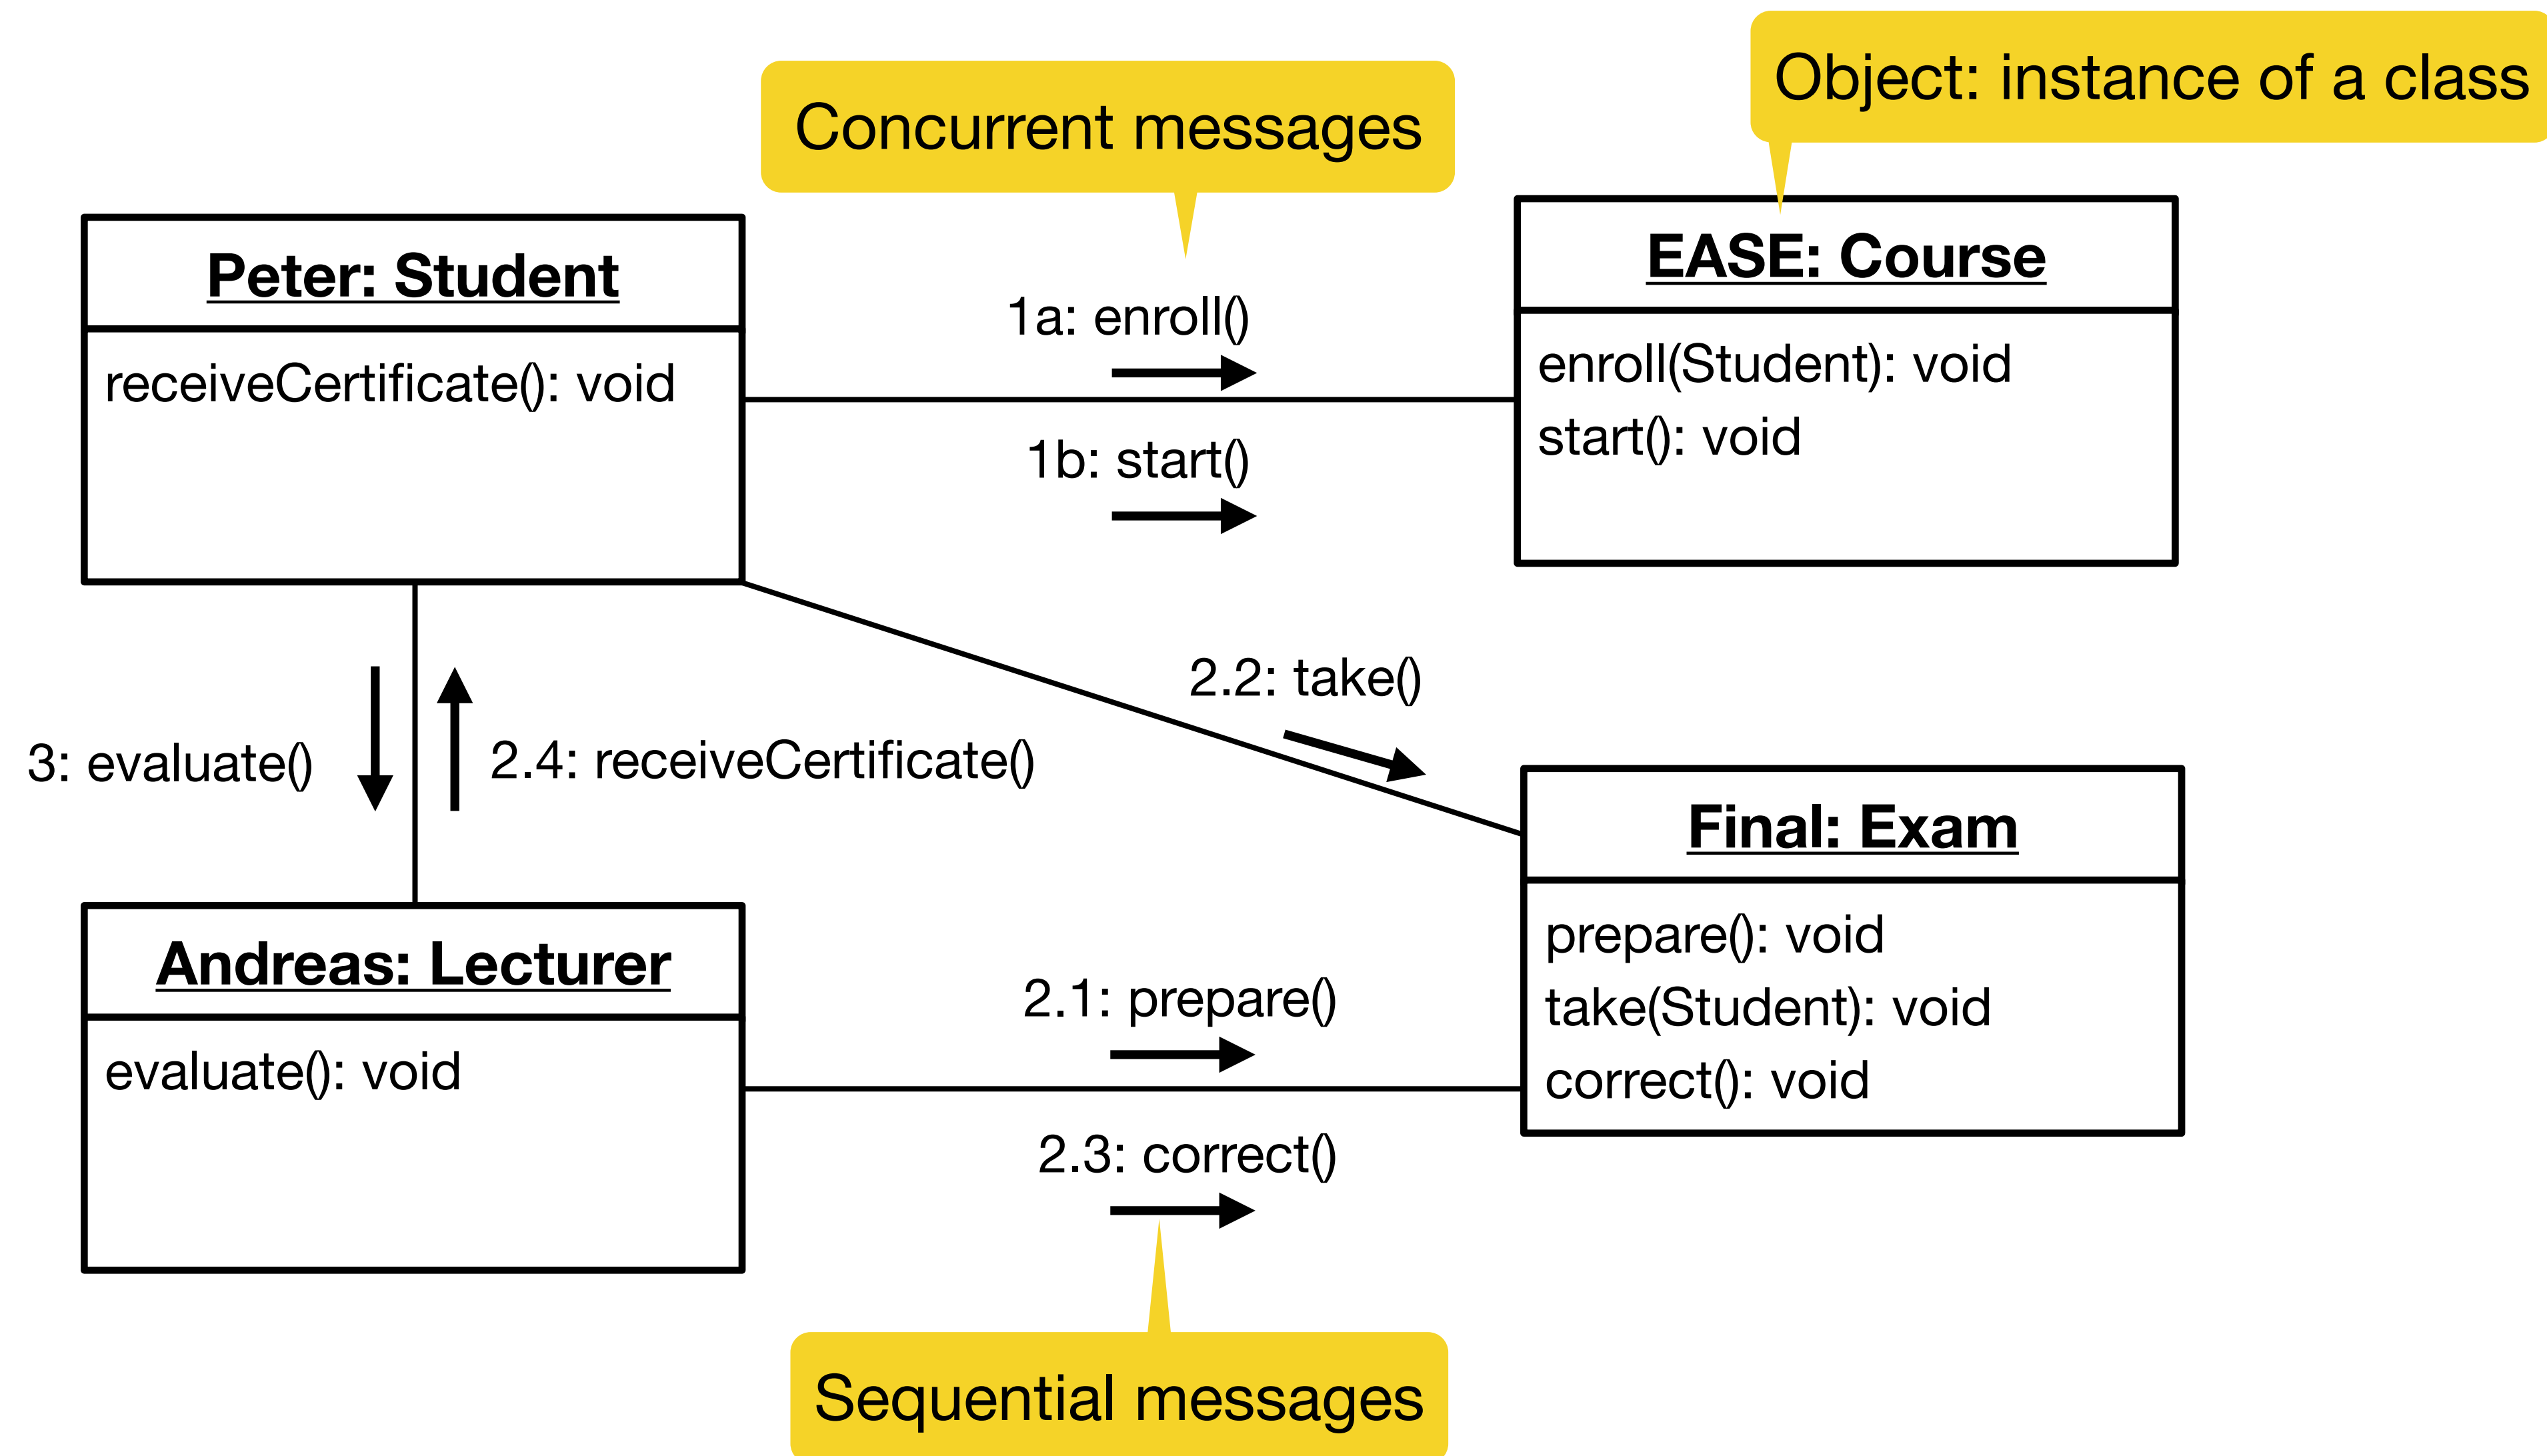 Object: instance of a class
Concurrent messages
Peter: Student
receiveCertificate(): void
1a: enroll()
1b: start()
EASE: Course
enroll(Student): void
start(): void
3: evaluate()
2.4: receiveCertificate()
2.2: take()
Final: Exam
prepare(): void
take(Student): void
correct(): void
Andreas: Lecturer
evaluate(): void
2.1: prepare()
2.3: correct()
Sequential messages